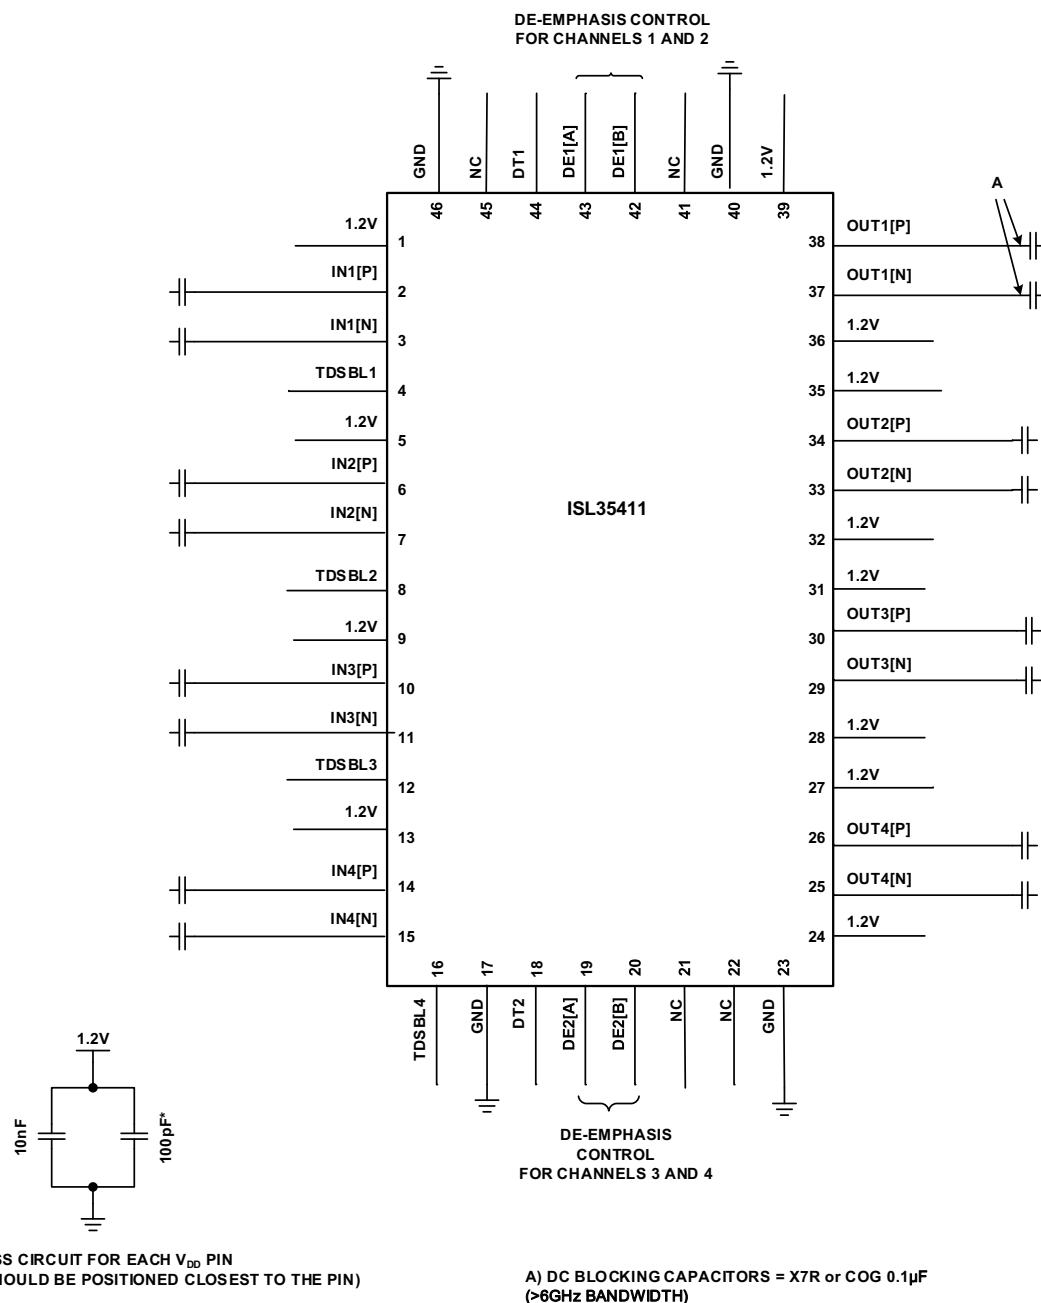 DE-EMPHASIS CONTROL
FOR CHANNELS 1 AND 2
GND
NC
DT1
DE1[A]
DE1[B]
NC
GND
1.2V
46
45
44
43
42
41
40
39
A
1.2V
1
38
OUT1[P]
IN1[P]
2
37
OUT1[N]
IN1[N]
3
36
1.2V
TDSBL1
4
35
1.2V
1.2V
5
34
OUT2[P]
IN2[P]
6
33
OUT2[N]
ISL35411
IN2[N]
7
32
1.2V
TDSBL2
8
31
1.2V
1.2V
9
30
OUT3[P]
IN3[P]
10
29
OUT3[N]
IN3[N]
11
28
1.2V
TDSBL3
12
27
1.2V
1.2V
13
26
OUT4[P]
IN4[P]
14
25
OUT4[N]
IN4[N]
15
24
1.2V
16
17
18
19
20
21
22
23
TDSBL4
GND
DT2
DE2[A]
DE2[B]
NC
NC
GND
DE-EMPHASIS
CONTROL
FOR CHANNELS 3 AND 4
1.2V
10nF
100pF*
SS CIRCUIT FOR EACH VDD PIN
HOULD BE POSITIONED CLOSEST TO THE PIN)
A) DC BLOCKING CAPACITORS = X7R or COG 0.1µF
(>6GHz BANDWIDTH)